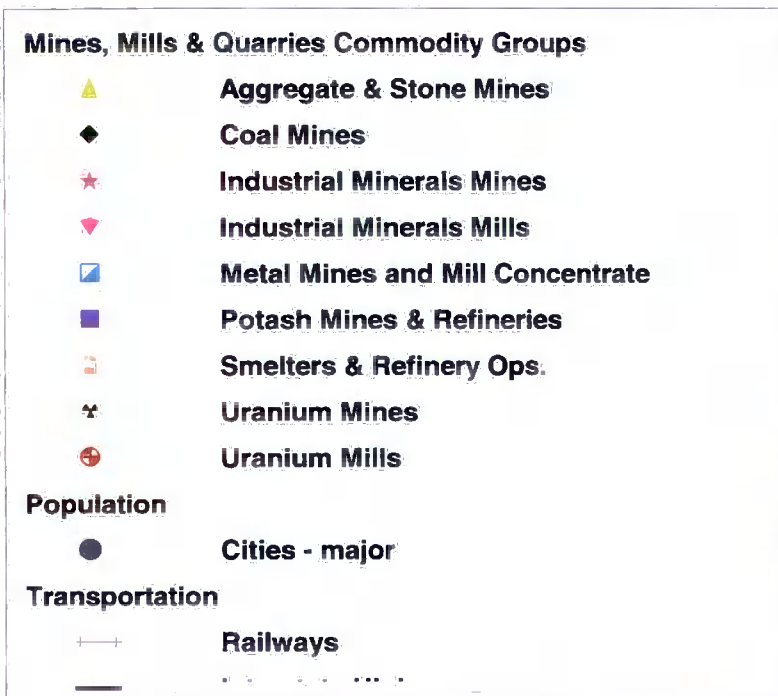 Mines, Mills & Quarries Commodity Groups
Aggregate & Stone Mines
Coal Mines
Industrial Minerals Mines
Industrial Minerals Mills
Metal Mines and Mill Concentrate
Potash Mines & Refineries
Smelters & Refinery Ops.
Uranium Mines
Uranium Mills
Population
Cities - major
Transportation
Railways